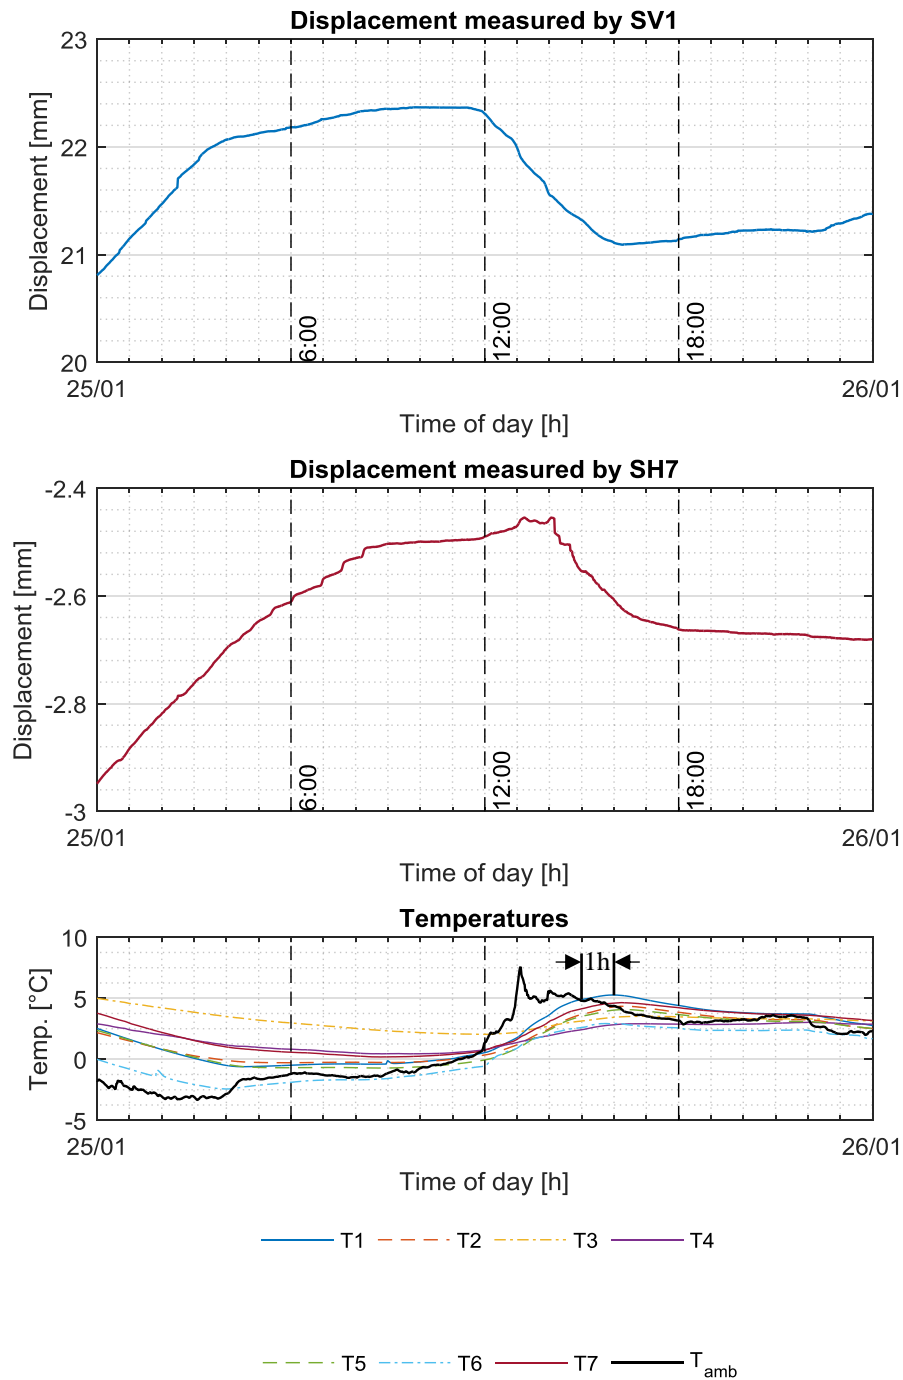 Displacement measured by SV1
23
22
21
20
Displacement [mm]
6:00
12:00
18:00
25/01
26/01
Time of day [h]
Displacement measured by SH7
-2.4
-2.6
-2.8
-3
Displacement [mm]
6:00
12:00
18:00
25/01
26/01
Time of day [h]
Temperatures
10
5
0
-5
Temp. [°C]
1h
25/01
26/01
Time of day [h]
T1 T2 T3 T4
T5 T6 T7 Tamb